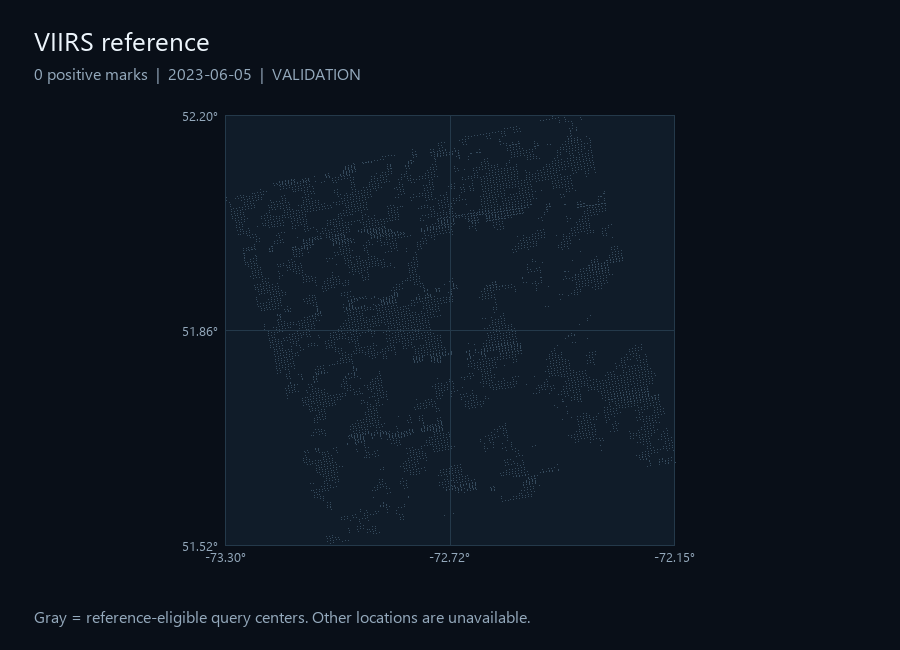 VIIRS reference
0 positive marks | 2023-06-05 | VALIDATION
52.20°
51.86°
51.52°
-73.30°
-72.72°
-72.15°
Gray = reference-eligible query centers. Other locations are unavailable.